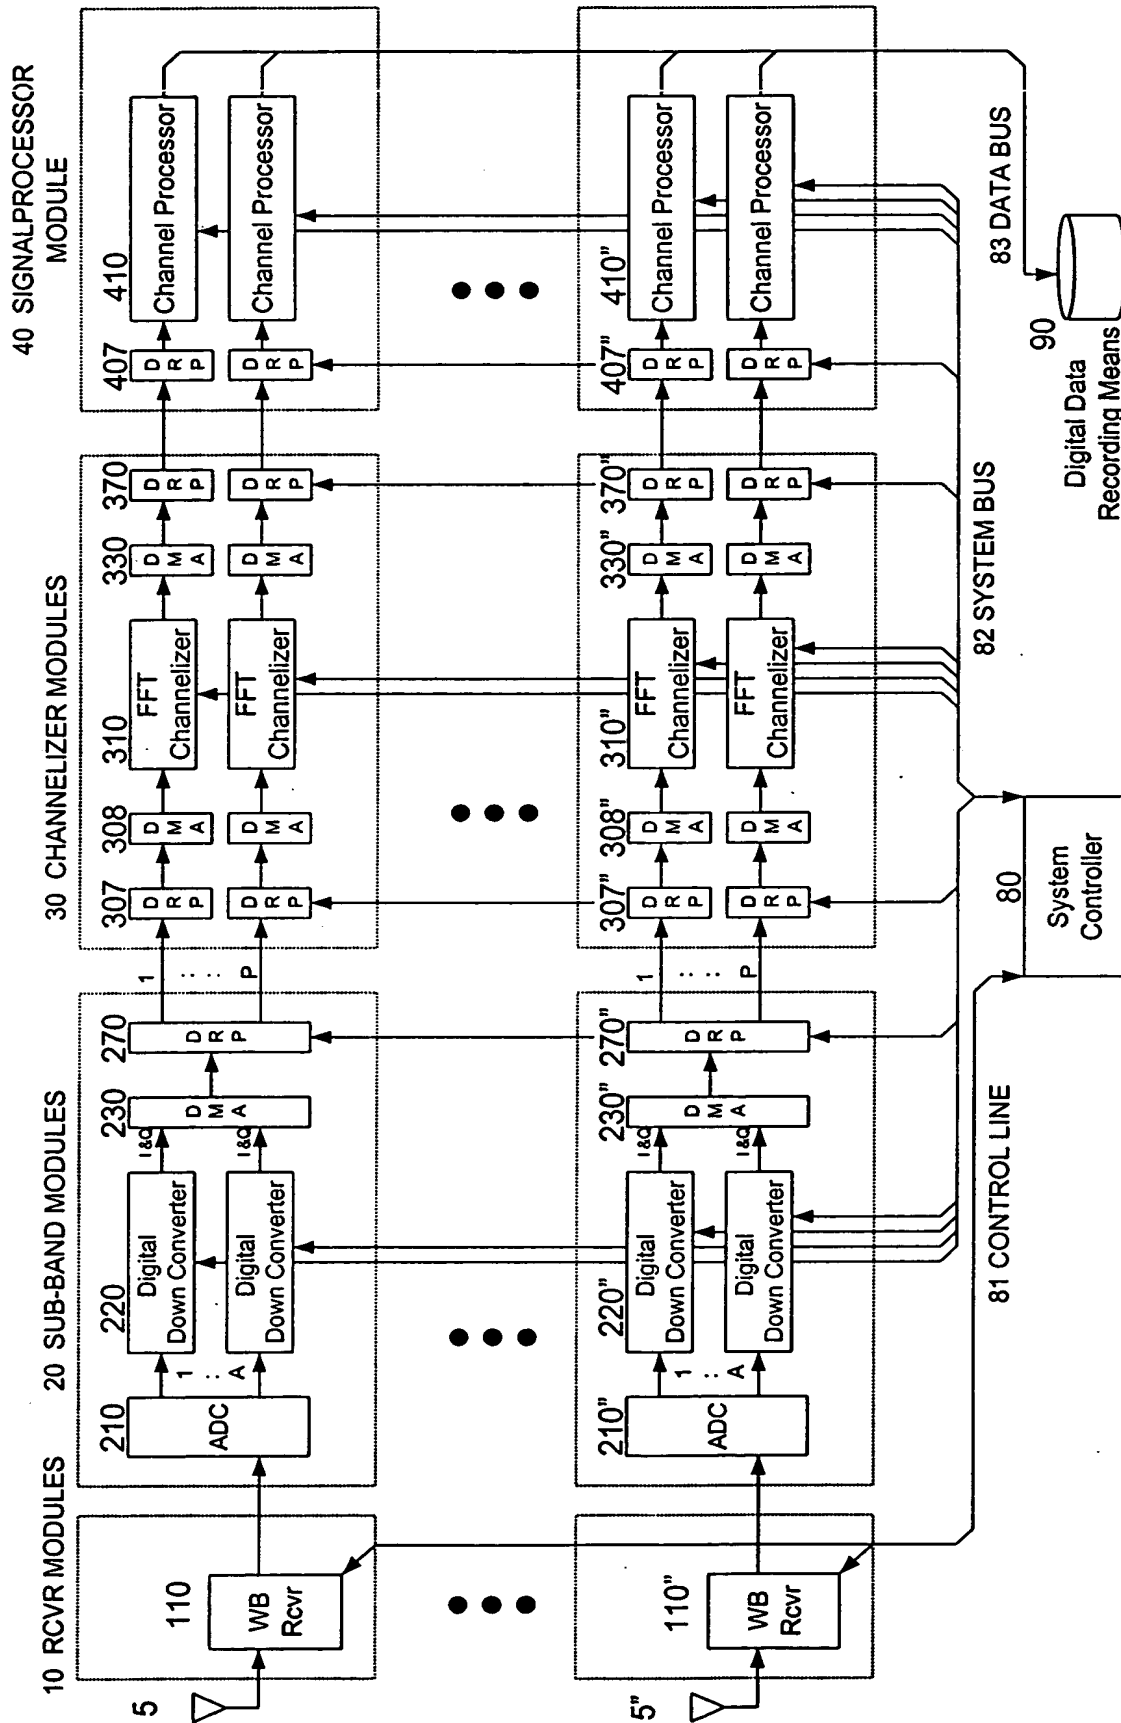 10 RCVR MODULES
20 SUB-BAND MODULES
30 CHANNELIZER MODULES
40 SIGNALPROCESSOR
MODULE
5
110
WB
Rcvr
210
ADC
1
:
:
A
220
Digital
Down Converter
Digital
Down Converter
I&Q
I&Q
230
DMA
270
DRP
1
:
:
P
307
DRP
DRP
308
DMA
DMA
310
FFT
Channelizer
FFT
Channelizer
330
DMA
DMA
370
DRP
DRP
407
DRP
DRP
410
Channel Processor
Channel Processor
5"
110"
WB
Rcvr
210"
ADC
1
:
:
A
220"
Digital
Down Converter
Digital
Down Converter
I&Q
I&Q
230"
DMA
270"
DRP
1
:
:
P
307"
DRP
DRP
308"
DMA
DMA
310"
FFT
Channelizer
FFT
Channelizer
330"
DMA
DMA
370"
DRP
DRP
407"
DRP
DRP
410"
Channel Processor
Channel Processor
81 CONTROL LINE
82 SYSTEM BUS
83 DATA BUS
80
System
Controller
90
Digital Data
Recording Means